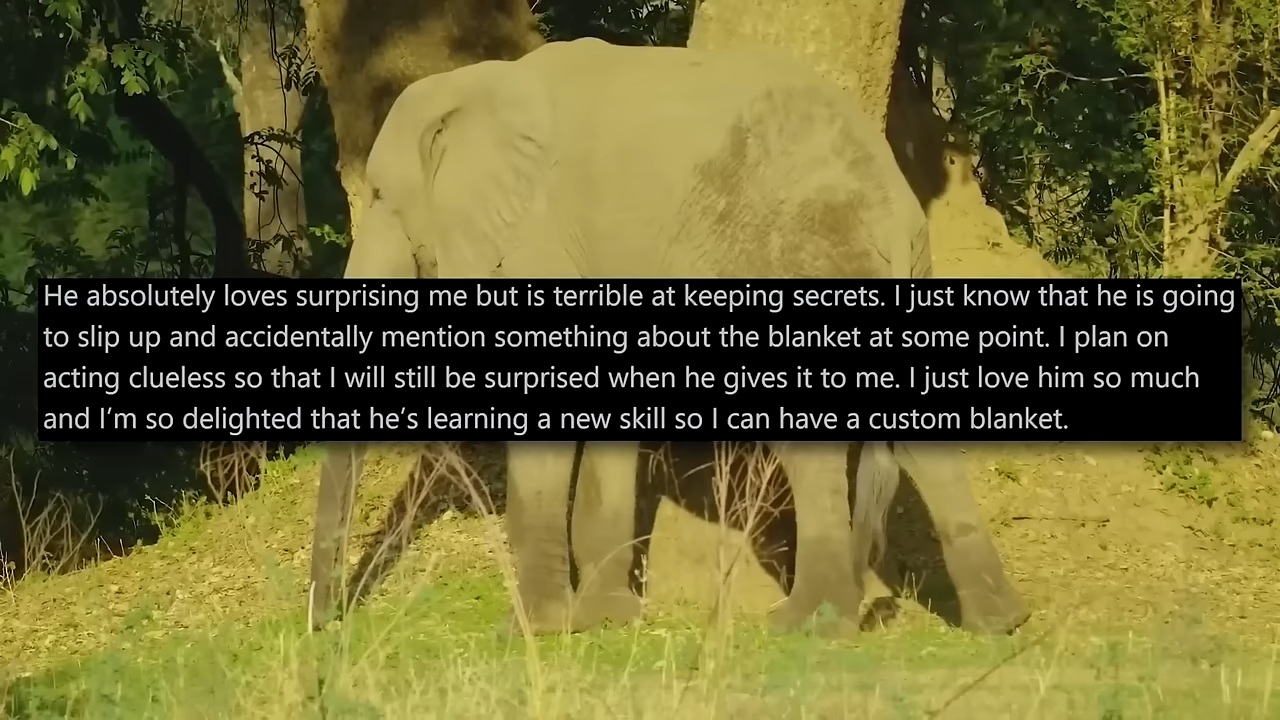 He absolutely loves surprising me but is terrible at keeping secrets. I just know that he is going
to slip up and accidentally mention something about the blanket at some point. I plan on
acting clueless so that I will still be surprised when he gives it to me. I just love him so much
and I’m so delighted that he’s learning a new skill so I can have a custom blanket.